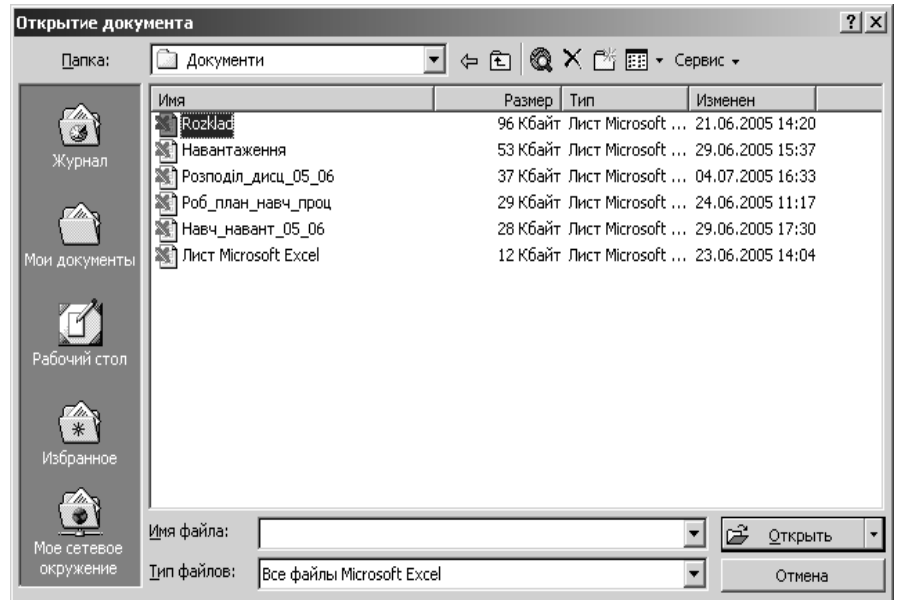 Открытие документа
Папка: Документи Сервис
Имя Размер Тип Изменен
Rozklad 96 Кбайт Лист Microsoft ... 21.06.2005 14:20
Навантаження 53 Кбайт Лист Microsoft ... 29.06.2005 15:37
Розподіл_дисц_05_06 37 Кбайт Лист Microsoft ... 04.07.2005 16:33
Роб_план_навч_проц 29 Кбайт Лист Microsoft ... 24.06.2005 11:17
Навч_навант_05_06 28 Кбайт Лист Microsoft ... 29.06.2005 17:30
Лист Microsoft Excel 12 Кбайт Лист Microsoft ... 23.06.2005 14:04
Журнал
Мои документы
Рабочий стол
Избранное
Мое сетевое
окружение
Имя файла: Открыть
Тип файлов: Все файлы Microsoft Excel Отмена